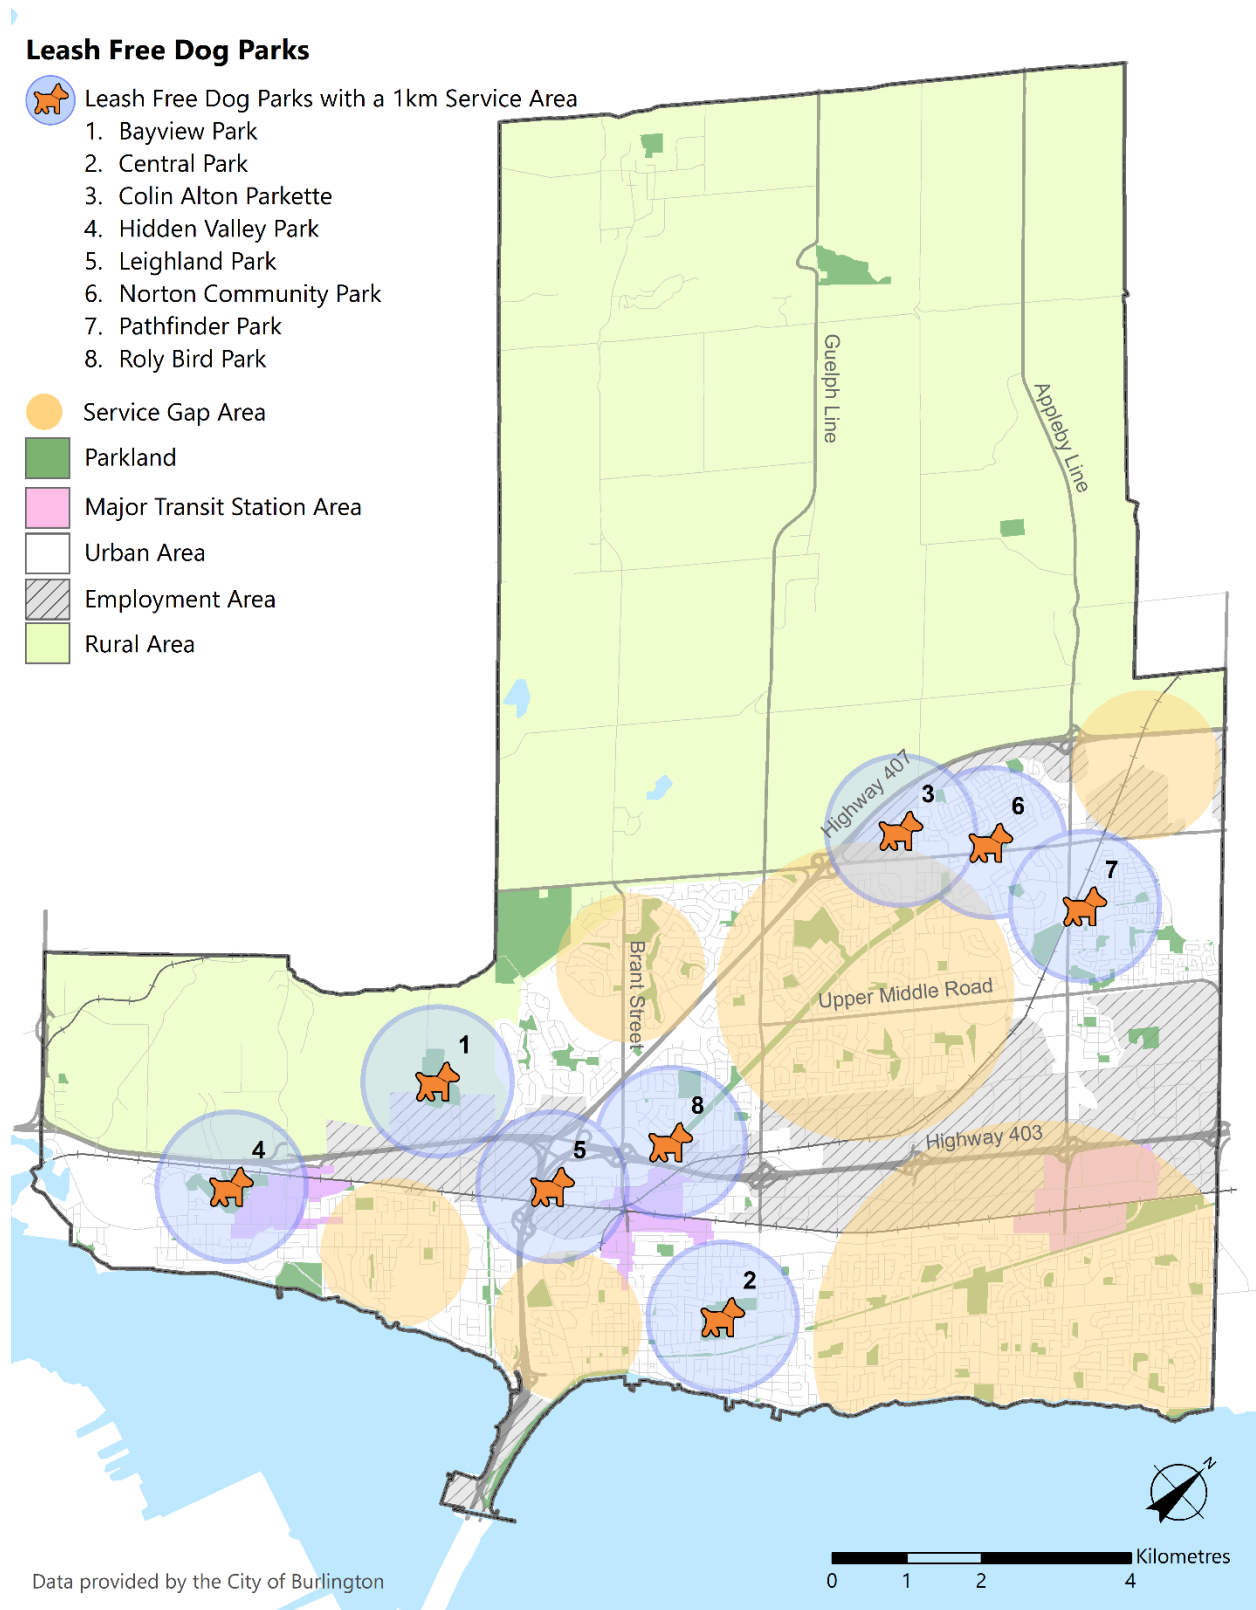 Leash Free Dog Parks
Leash Free Dog Parks with a 1km Service Area
1. Bayview Park
2. Central Park
3. Colin Alton Parkette
4. Hidden Valley Park
5. Leighland Park
6. Norton Community Park
7. Pathfinder Park
8. Roly Bird Park
Service Gap Area
Parkland
Major Transit Station Area
Urban Area
Employment Area
Rural Area
Guelph Line
Appleby Line
Highway 407
3
6
7
Brant Street
Upper Middle Road
1
8
Highway 403
4
5
2
N
Kilometres
0 1 2 4
Data provided by the City of Burlington